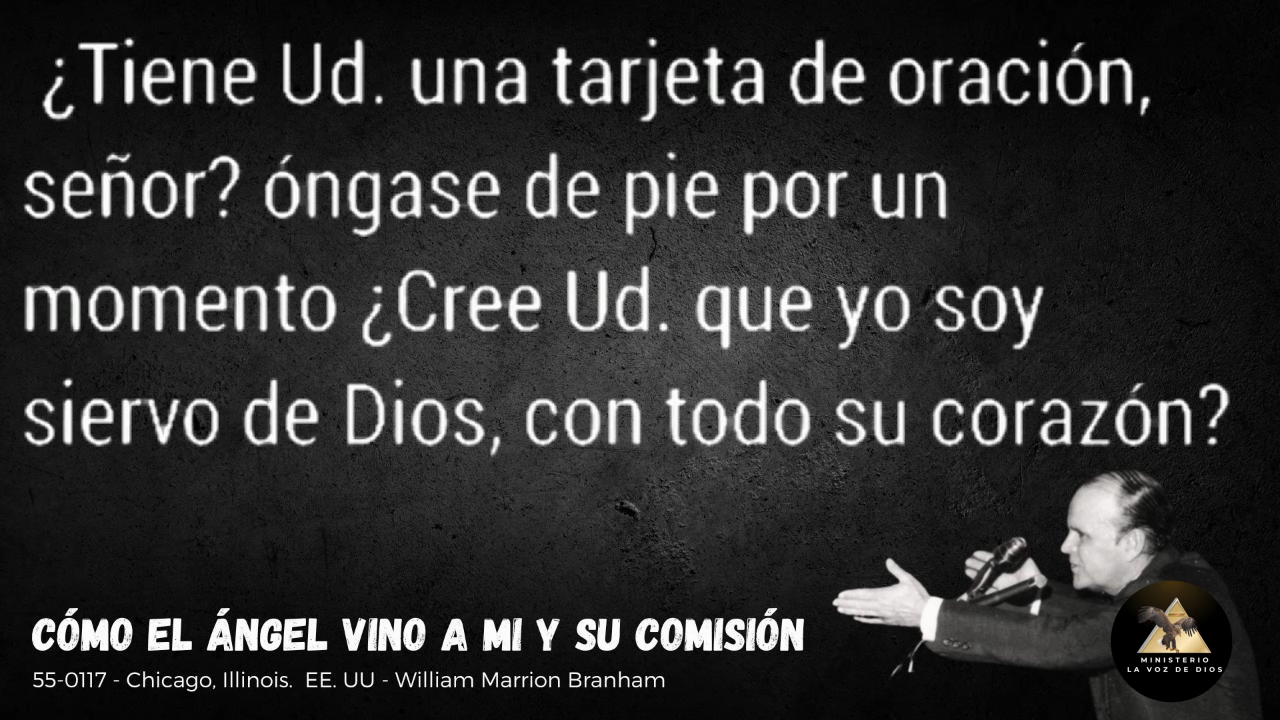 ¿Tiene Ud. una tarjeta de oración,
señor? óngase de pie por un
momento ¿Cree Ud. que yo soy
siervo de Dios, con todo su corazón?
CÓMO EL ÁNGEL VINO A MI Y SU COMISIÓN
55-0117 - Chicago, Illinois. EE. UU - William Marrion Branham
MINISTERIO
LA VOZ DE DIOS